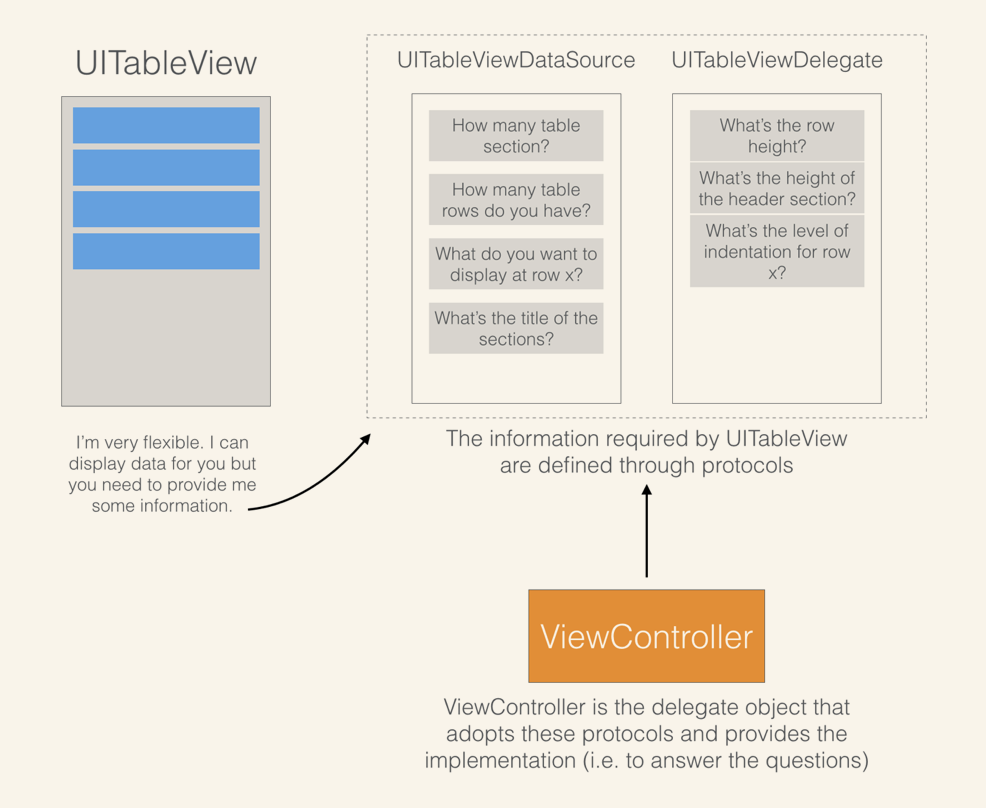 UITableView
I'm very flexible. I can
display data for you but
you need to provide me
some information.
UITableViewDataSource
How many table
section?
How many table
rows do you have?
What do you want to
display at row x?
What's the title of the
sections?
UITableViewDelegate
What's the row
height?
What's the height of
the header section?
What's the level of
indentation for row
x?
The information required by UITableView
are defined through protocols
ViewController
ViewController is the delegate object that
adopts these protocols and provides the
implementation (i.e. to answer the questions)